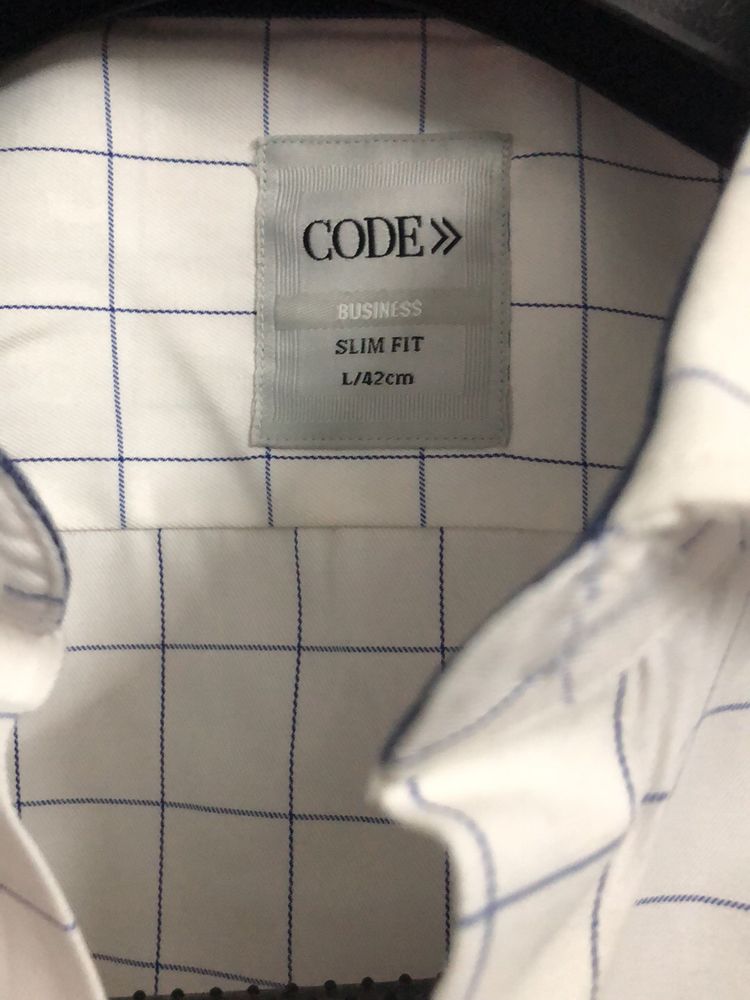 CODE »
BUSINESS
SLIM FIT
L/42cm